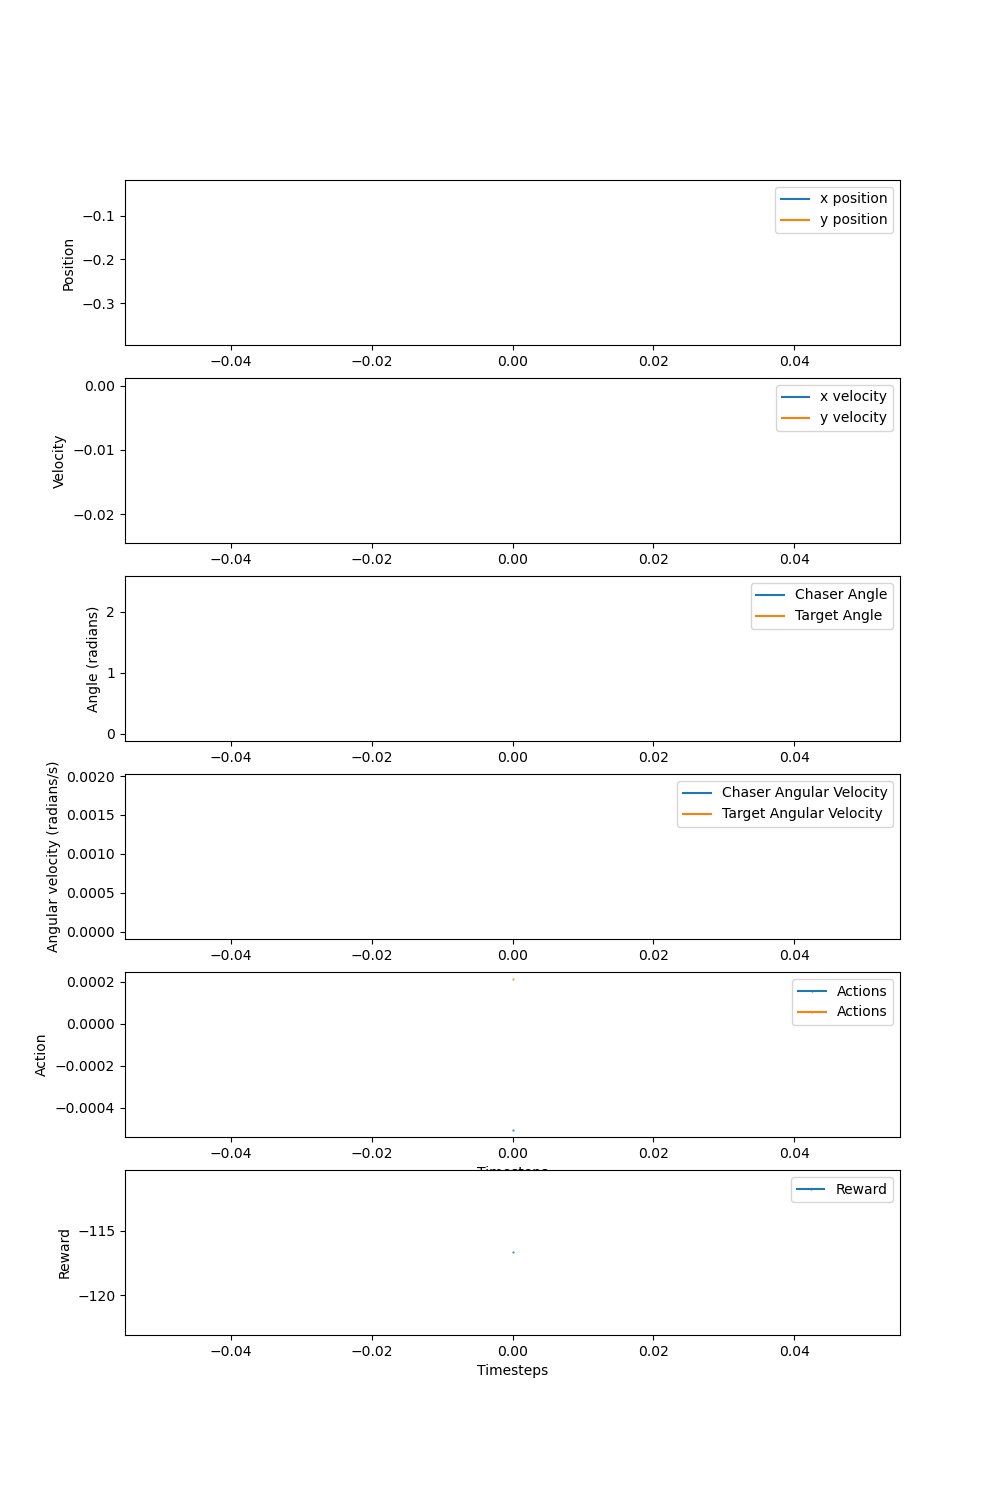 x position
y position
−0.1
−0.2
−0.3
Position
−0.04 −0.02 0.00 0.02 0.04
x velocity
y velocity
0.00
−0.01
−0.02
Velocity
−0.04 −0.02 0.00 0.02 0.04
Chaser Angle
Target Angle
2
1
0
Angle (radians)
−0.04 −0.02 0.00 0.02 0.04
Chaser Angular Velocity
Target Angular Velocity
0.0020
0.0015
0.0010
0.0005
0.0000
Angular velocity (radians/s)
−0.04 −0.02 0.00 0.02 0.04
Actions
Actions
0.0002
0.0000
−0.0002
−0.0004
Action
−0.04 −0.02 0.00 0.02 0.04
Timesteps
Reward
−115
−120
Reward
−0.04 −0.02 0.00 0.02 0.04
Timesteps